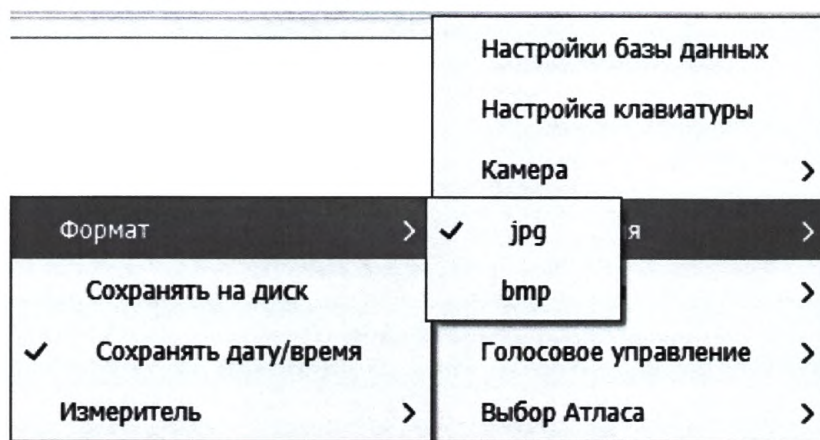 Настройки базы данных
Настройка клавиатуры
Камера
Формат
jpg
я
Сохранять на диск
bmp
Сохранять дату/время
Голосовое управление
Измеритель
Выбор Атласа